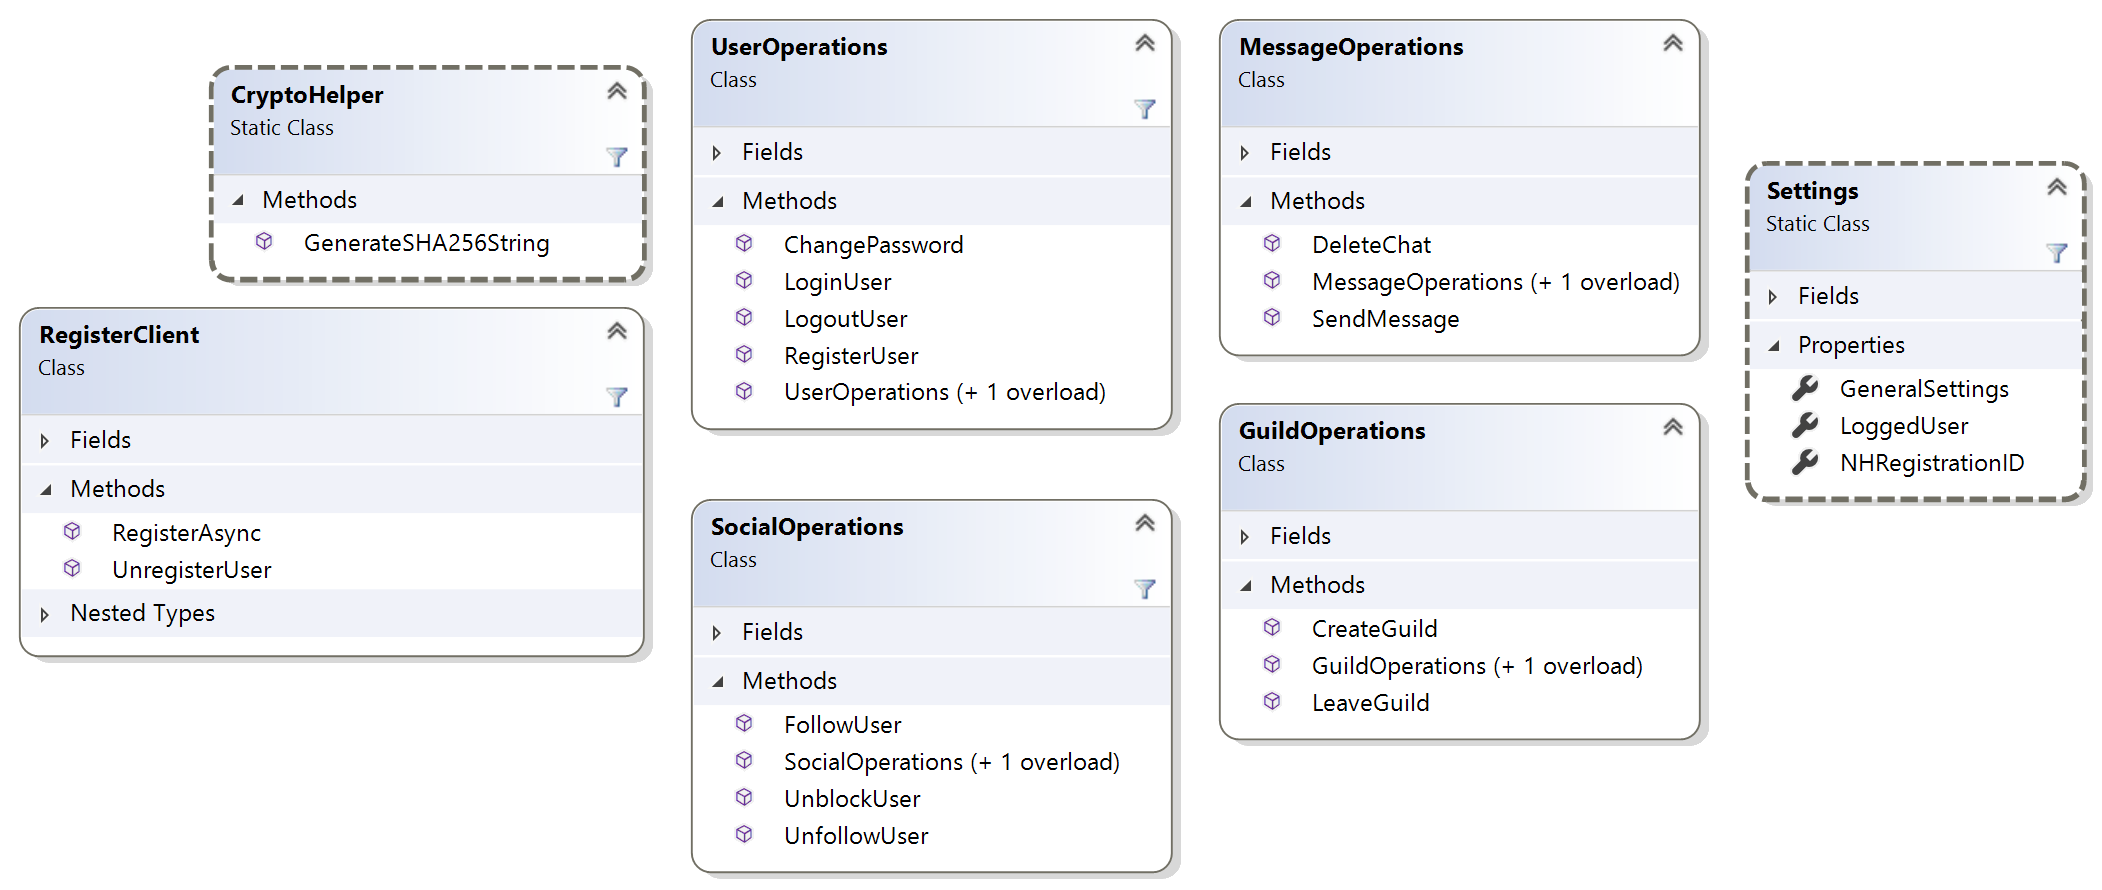 CryptoHelper
Static Class
Methods
GenerateSHA256String
RegisterClient
Class
Fields
Methods
RegisterAsync
UnregisterUser
Nested Types
UserOperations
Class
Fields
Methods
ChangePassword
LoginUser
LogoutUser
RegisterUser
UserOperations (+ 1 overload)
SocialOperations
Class
Fields
Methods
FollowUser
SocialOperations (+ 1 overload)
UnblockUser
UnfollowUser
MessageOperations
Class
Fields
Methods
DeleteChat
MessageOperations (+ 1 overload)
SendMessage
GuildOperations
Class
Fields
Methods
CreateGuild
GuildOperations (+ 1 overload)
LeaveGuild
Settings
Static Class
Fields
Properties
GeneralSettings
LoggedUser
NHRegistrationID